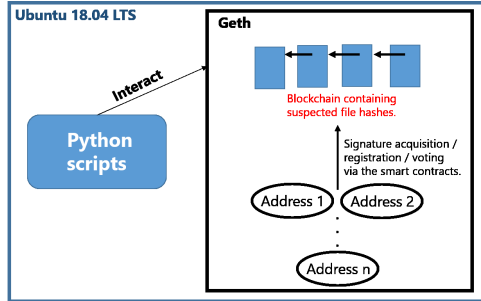 Ubuntu 18.04 LTS
Geth
Interact
Blockchain containing
suspected file hashes.
Python
scripts
Signature acquisition /
registration / voting
via the smart contracts.
Address 1
Address 2
Address n